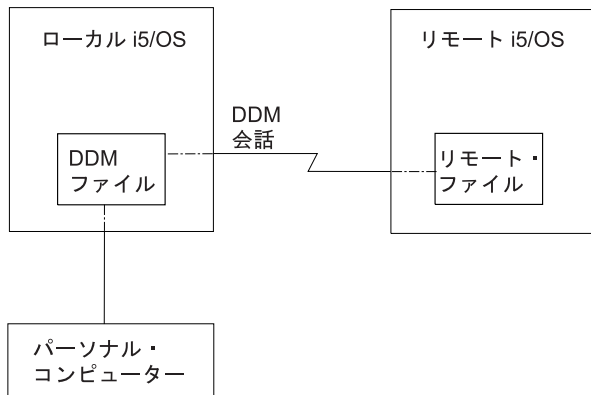 ローカル i5/OS
リモート i5/OS
DDM
会話
DDM
ファイル
リモート・
ファイル
パーソナル・
コンピューター